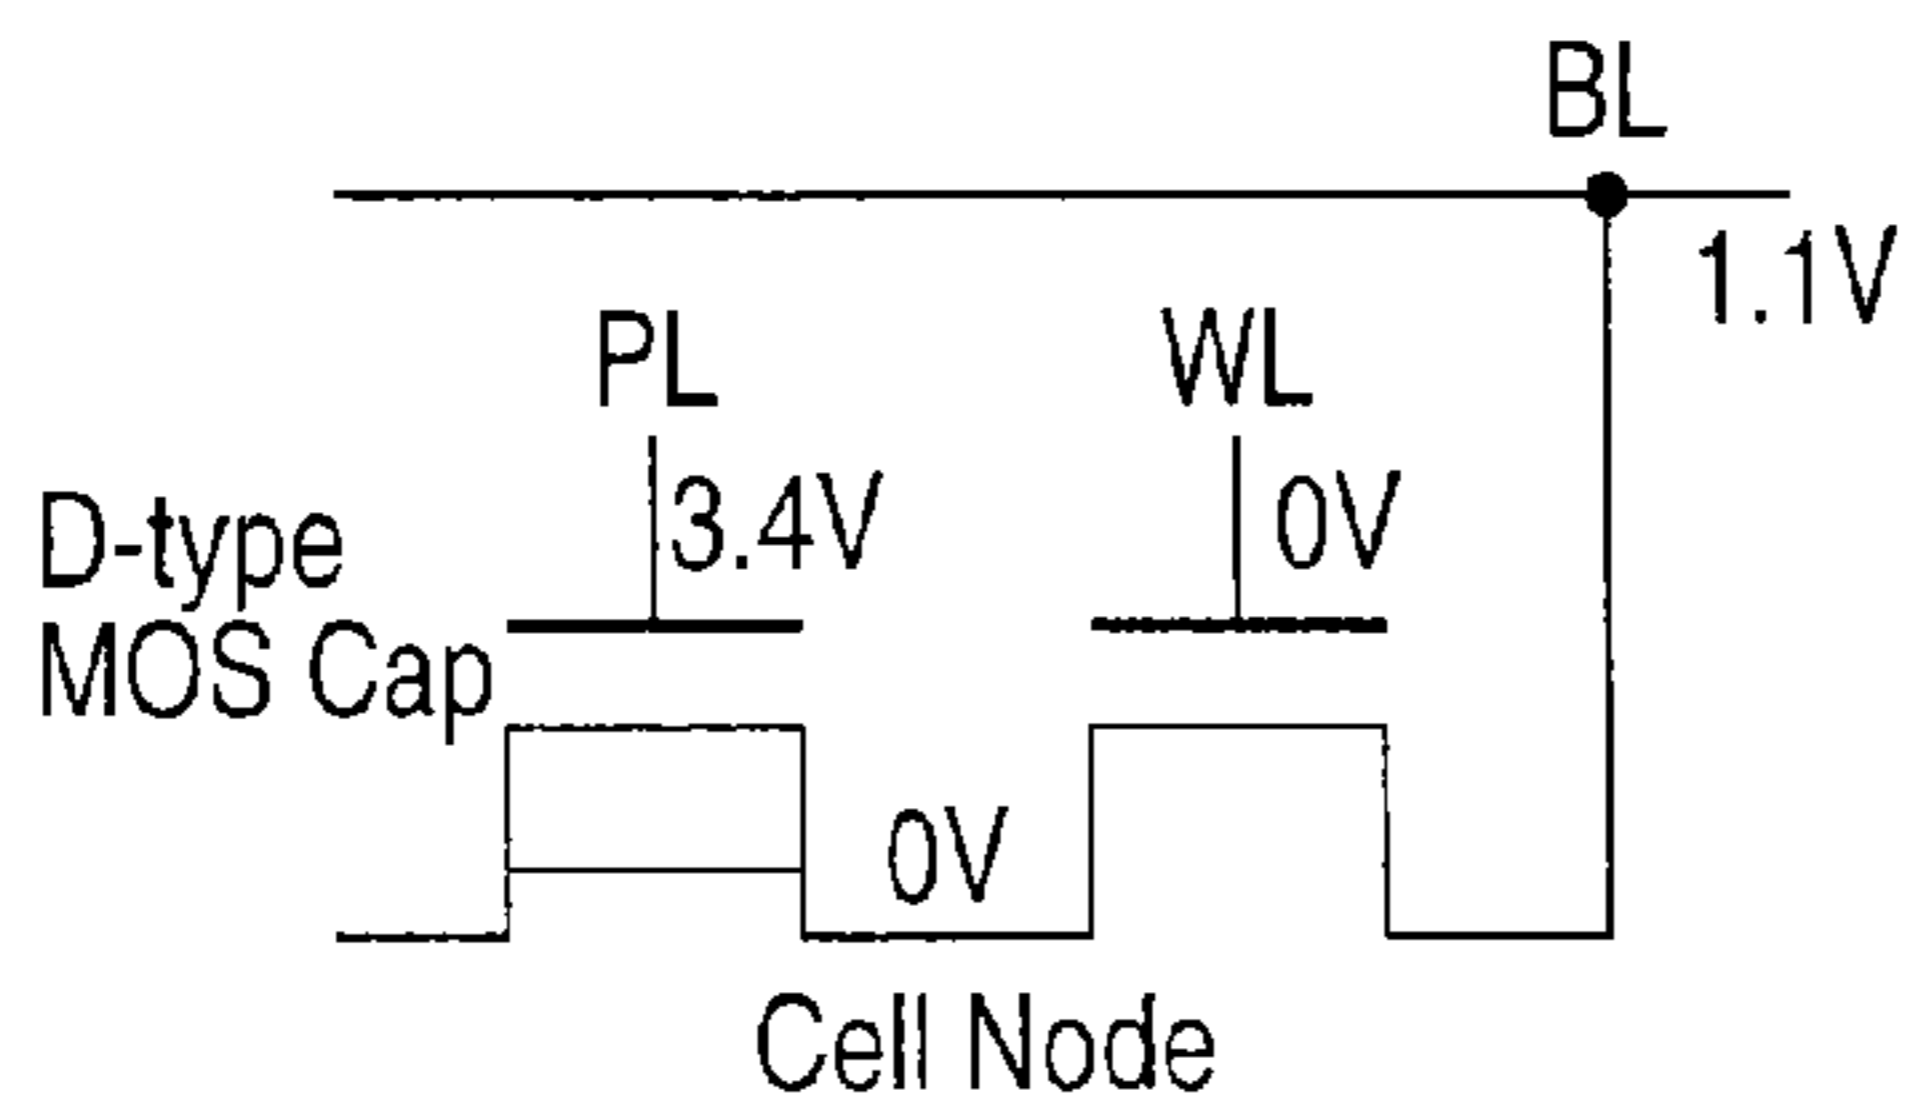 BL
1.1V
PL
WL
3.4V
0V
D-type
MOS Cap
0V
Cell Node